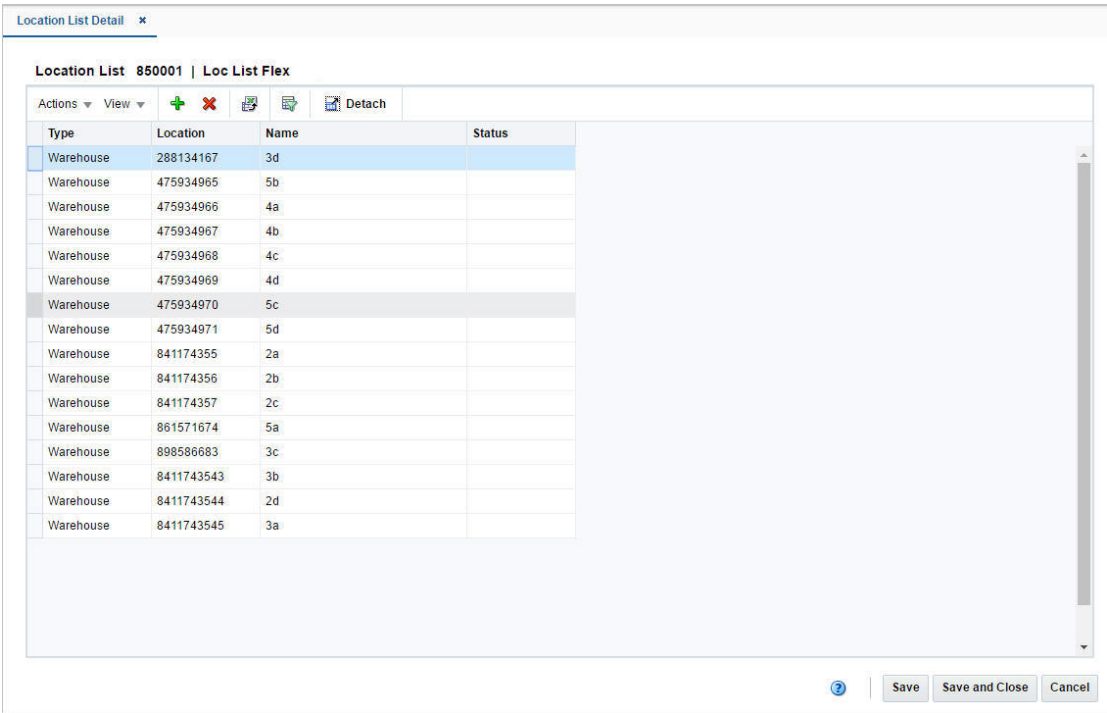 Location List Detail ×
Location List 850001 | Loc List Flex
Actions View Detach
Type Location Name Status
Warehouse 288134167 3d
Warehouse 475934965 5b
Warehouse 475934966 4a
Warehouse 475934967 4b
Warehouse 475934968 4c
Warehouse 475934969 4d
Warehouse 475934970 5c
Warehouse 475934971 5d
Warehouse 841174355 2a
Warehouse 841174356 2b
Warehouse 841174357 2c
Warehouse 861571674 5a
Warehouse 898586683 3c
Warehouse 8411743543 3b
Warehouse 8411743544 2d
Warehouse 8411743545 3a
? Save Save and Close Cancel